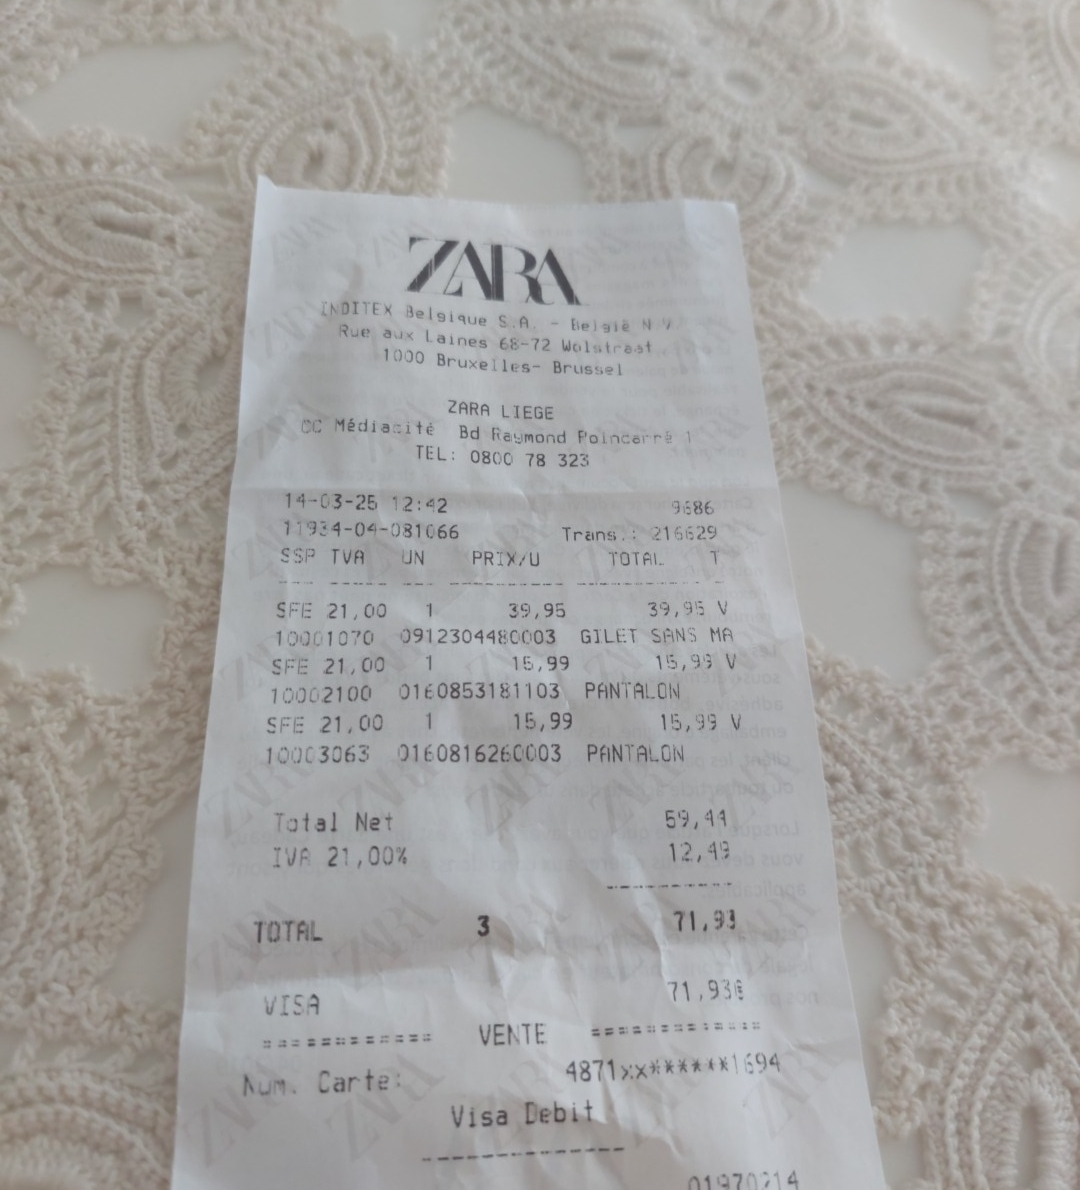 ZARA
INDITEX Belgique S.A. - België N.V.
Rue aux Laines 68-72 Wolstraat
1000 Bruxelles- Brussel
ZARA LIEGE
CC Médiacité Bd Raymond Poincarré 1
TEL: 0800 78 323
14-03-25 12:42 9686
11934-04-081066 Trans.: 216629
SSP TVA UN PRIX/U TOTAL T
SFE 21,00 1 39,95 39,95 V
10001070 0912304480003 GILET SANS MA
SFE 21,00 1 15,99 15,99 V
10002100 0160853181103 PANTALON
SFE 21,00 1 15,99 15,99 V
10003063 0160816260003 PANTALON
Total Net 59,44
IVA 21,00% 12,49
TOTAL 3 71,93
VISA 71,93€
============ VENTE ============
Num. Carte: 4871xx******1694
Visa Debit
01970214